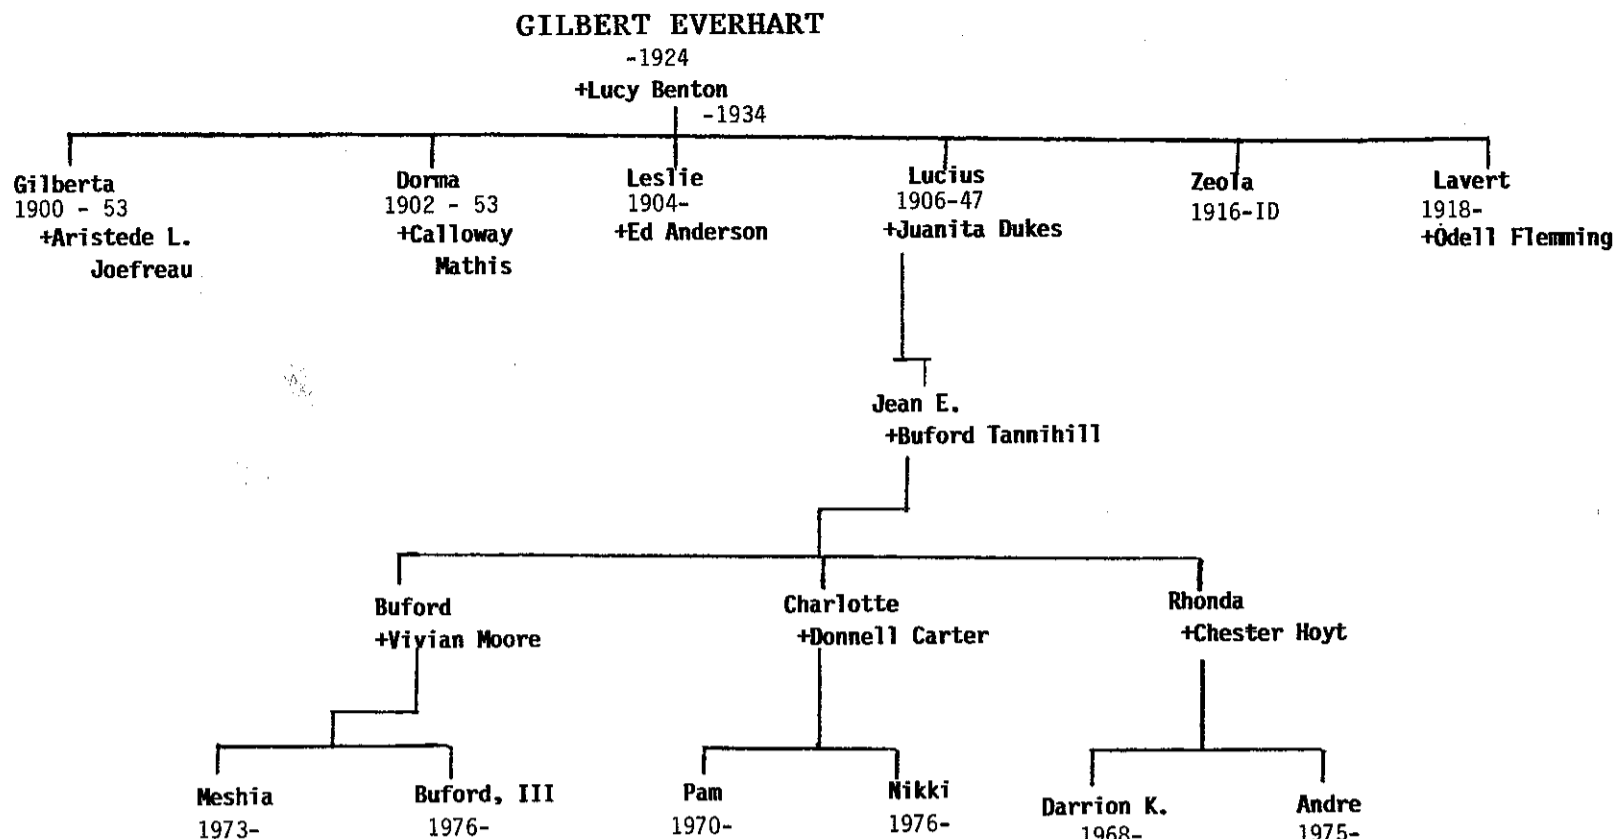 GILBERT EVERHART
-1924
+Lucy Benton
-1934
Gilberta
1900 - 53
+Aristede L.
Joefreau
Dorma
1902 - 53
+Calloway
Mathis
Leslie
1904-
+Ed Anderson
Lucius
1906-47
+Juanita Dukes
Zeola
1916-ID
Lavert
1918-
+Odell Flemming
Jean E.
+Buford Tannihill
Buford
+Vivian Moore
Charlotte
+Donnell Carter
Rhonda
+Chester Hoyt
Meshia
1973-
Buford, III
1976-
Pam
1970-
Nikki
1976-
Darrion K.
1968-
Andre
1975-